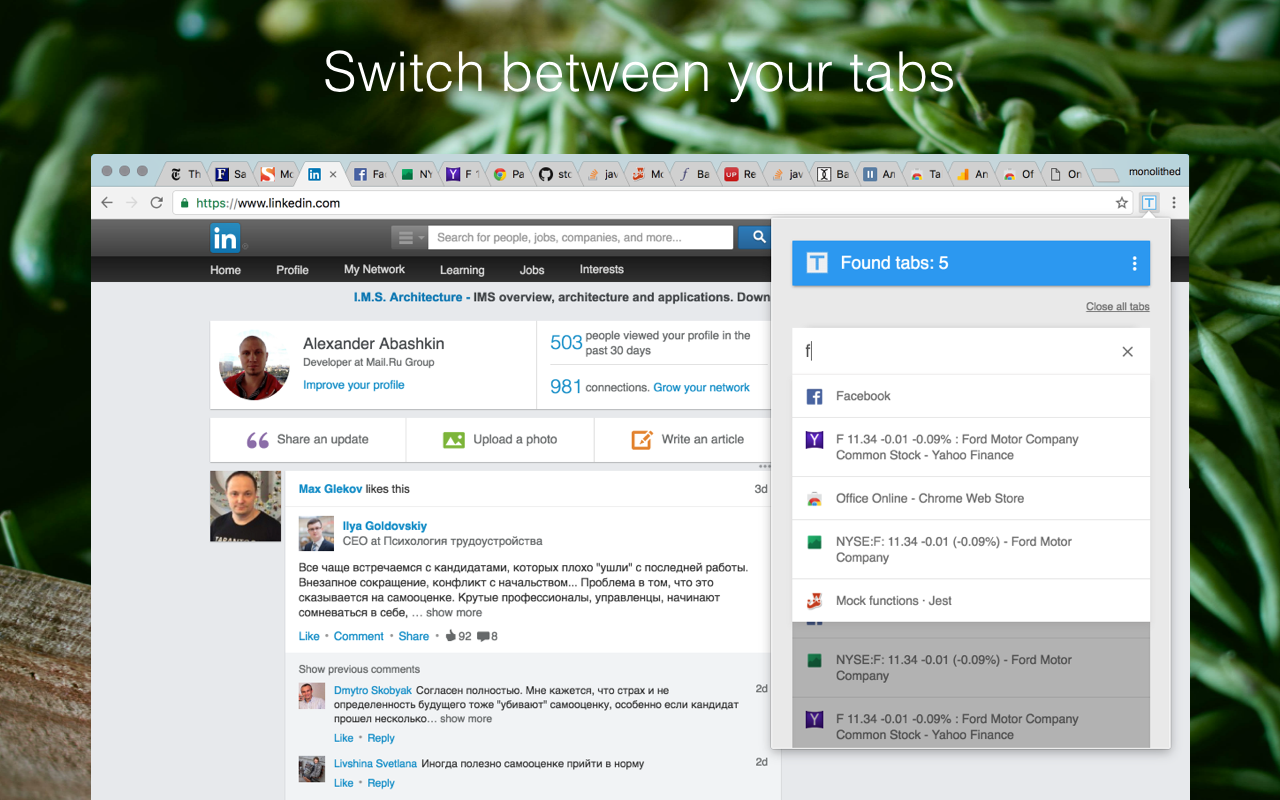 Switch between your tabs
Th
Sa
Mo
Fac
NY
F 1
Pa
sto
jav
Mo
Ba
Re
jav
Ba
An
Ta
An
Of
On
monolithed
https://www.linkedin.com
in
Search for people, jobs, companies, and more...
Home
Profile
My Network
Learning
Jobs
Interests
I.M.S. Architecture - IMS overview, architecture and applications. Down
Alexander Abashkin
Developer at Mail.Ru Group
Improve your profile
503 people viewed your profile in the
past 30 days
981 connections. Grow your network
Share an update
Upload a photo
Write an article
Max Glekov likes this
3d
Ilya Goldovskiy
CEO at Психология трудоустройства
Все чаще встречаемся с кандидатами, которых плохо "ушли" с последней работы.
Внезапное сокращение, конфликт с начальством... Проблема в том, что это
сказывается на самооценке. Крутые профессионалы, управленцы, начинают
сомневаться в себе, … show more
Like • Comment • Share • 92 8
Show previous comments
Dmytro Skobyak Согласен полностью. Мне кажется, что страх и не
2d
определенность будущего тоже "убивают" самооценку, особенно если кандидат
прошел несколько… show more
Like • Reply
Livshina Svetlana Иногда полезно самооценке прийти в норму
2d
Like • Reply
T
T Found tabs: 5
Close all tabs
f
Facebook
F 11.34 -0.01 -0.09% : Ford Motor Company
Common Stock - Yahoo Finance
Office Online - Chrome Web Store
NYSE:F: 11.34 -0.01 (-0.09%) - Ford Motor
Company
Mock functions · Jest
NYSE:F: 11.34 -0.01 (-0.09%) - Ford Motor
Company
F 11.34 -0.01 -0.09% : Ford Motor Company
Common Stock - Yahoo Finance